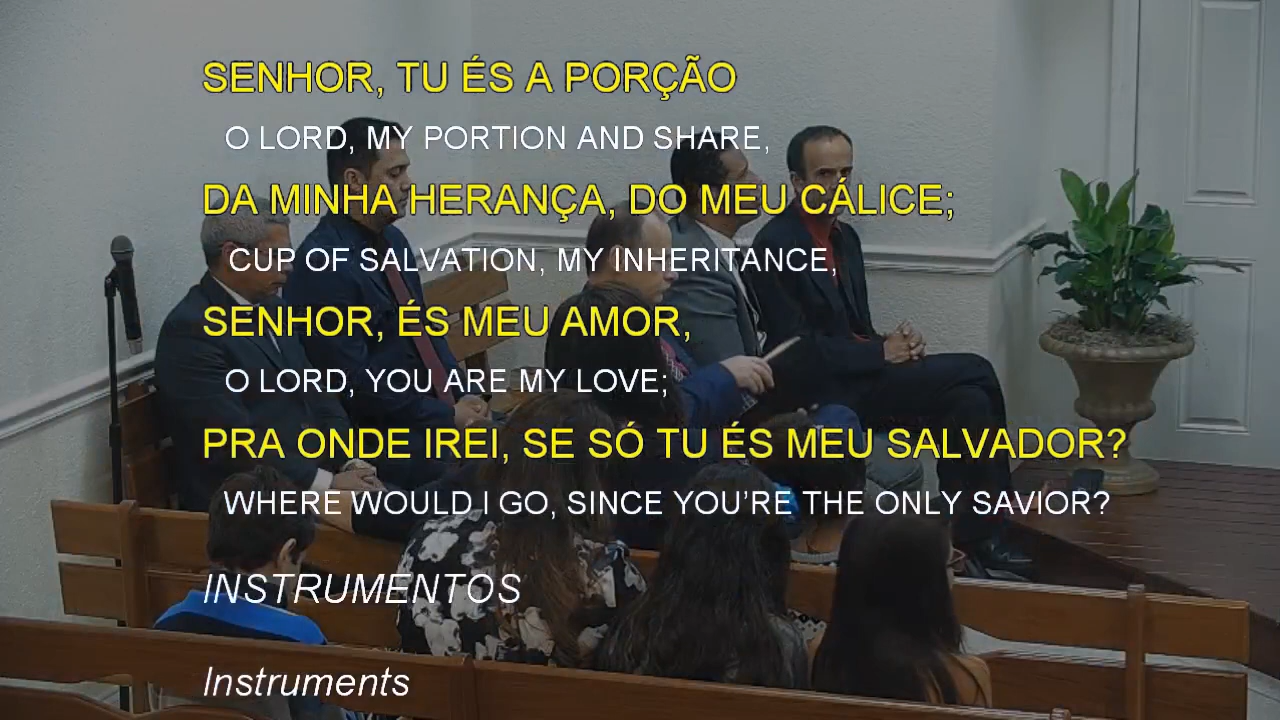 SENHOR, TU ÉS A PORÇÃO
O LORD, MY PORTION AND SHARE,
DA MINHA HERANÇA, DO MEU CÁLICE;
CUP OF SALVATION, MY INHERITANCE,
SENHOR, ÉS MEU AMOR,
O LORD, YOU ARE MY LOVE;
PRA ONDE IREI, SE SÓ TU ÉS MEU SALVADOR?
WHERE WOULD I GO, SINCE YOU’RE THE ONLY SAVIOR?
INSTRUMENTOS
Instruments